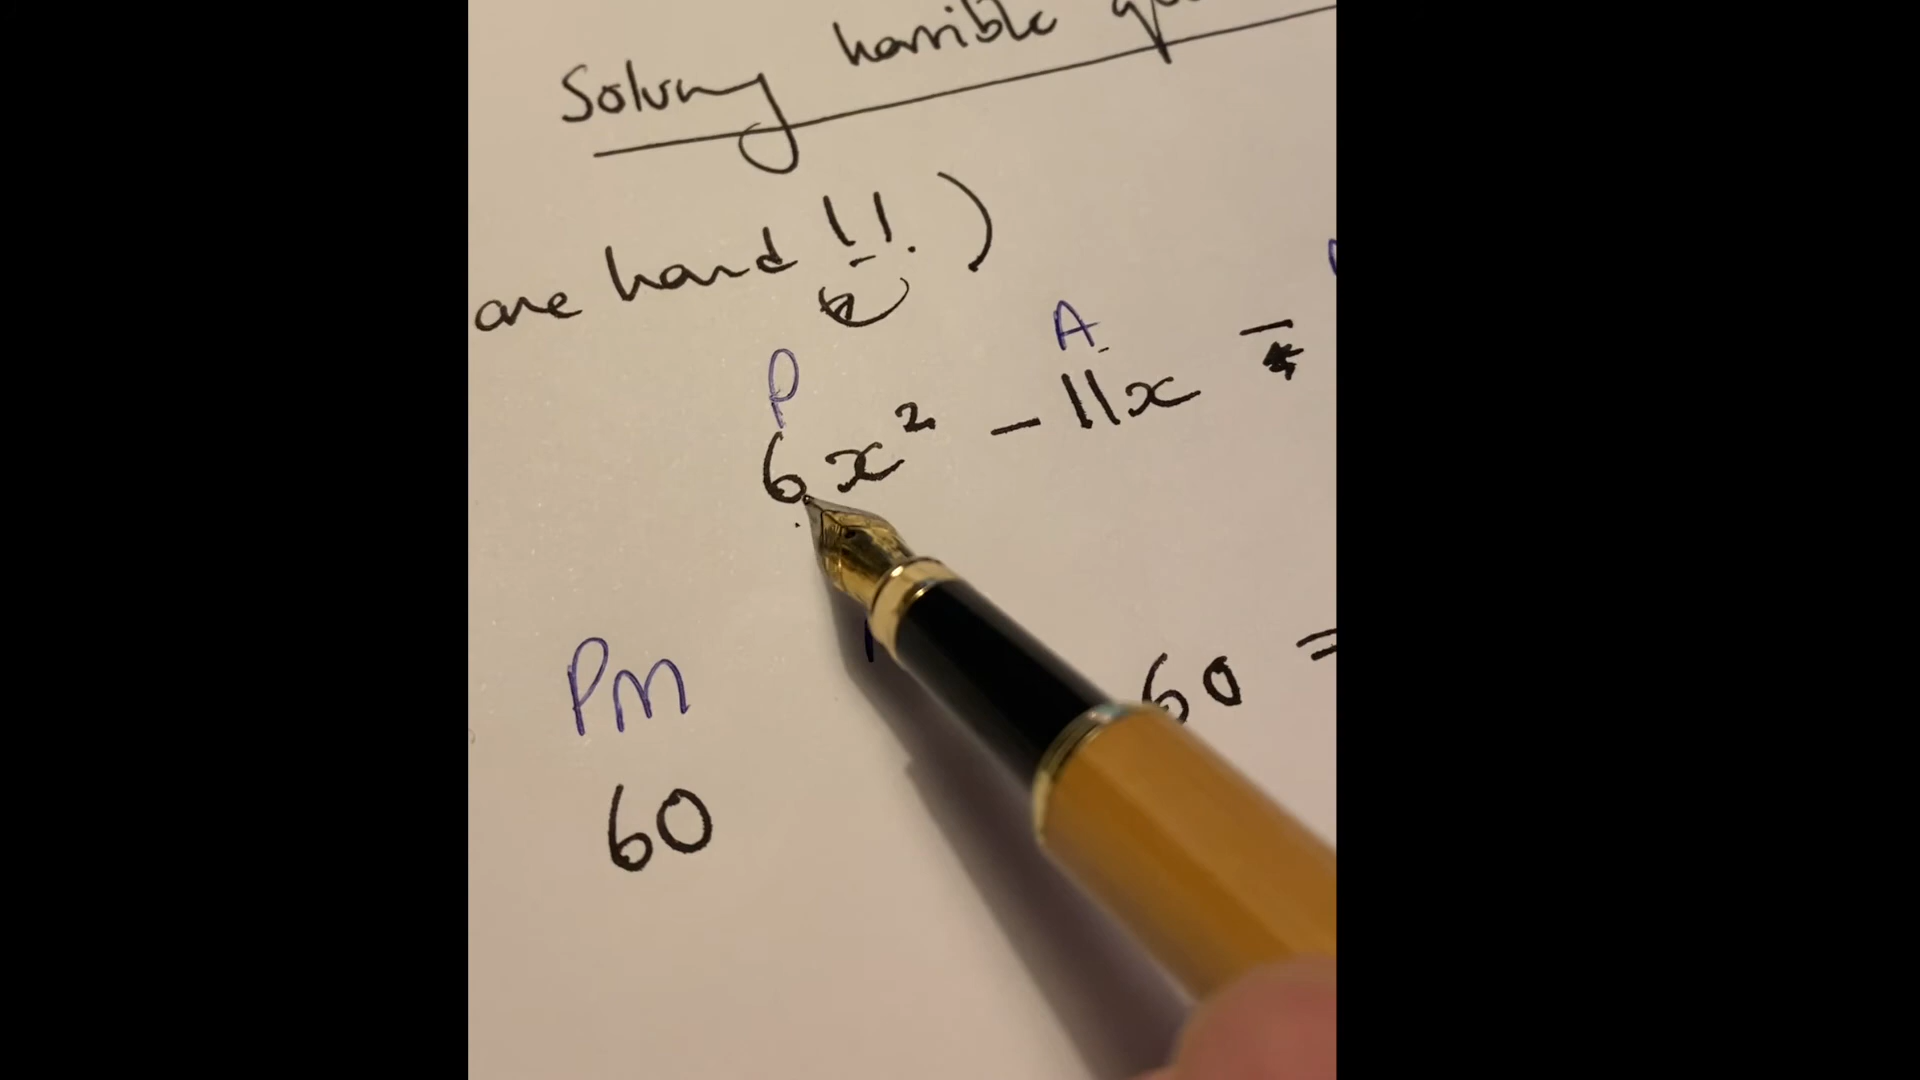 Solving horrible
are hard !!. )
P A
6x² - 11x -
Pm 60 =
60